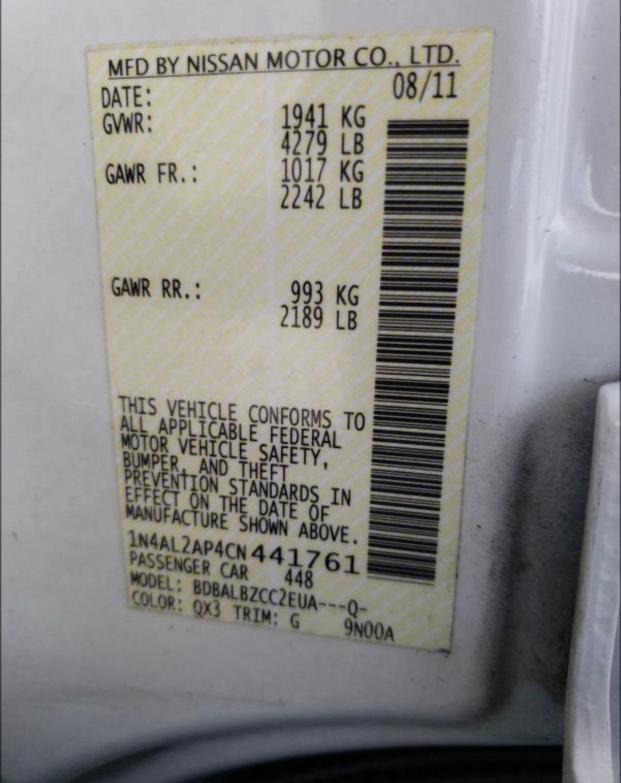 MFD BY NISSAN MOTOR CO., LTD.
DATE: 08/11
GVWR: 1941 KG
4279 LB
GAWR FR.: 1017 KG
2242 LB
GAWR RR.: 993 KG
2189 LB
THIS VEHICLE CONFORMS TO
ALL APPLICABLE FEDERAL
MOTOR VEHICLE SAFETY,
BUMPER, AND THEFT
PREVENTION STANDARDS IN
EFFECT ON THE DATE OF
MANUFACTURE SHOWN ABOVE.
1N4AL2AP4CN441761
PASSENGER CAR 448
MODEL: BDBALBZCC2EUA---Q-
COLOR: QX3 TRIM: G 9N00A